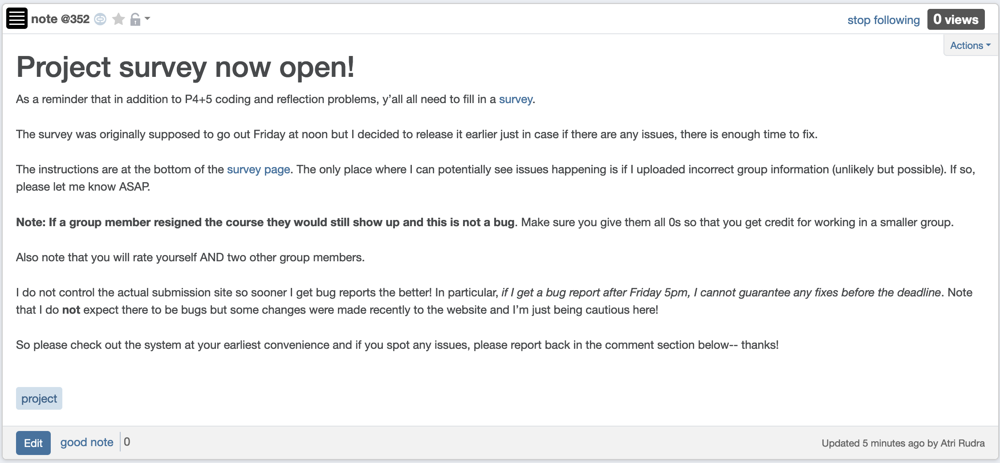 note @352
stop following
0 views
Actions
Project survey now open!
As a reminder that in addition to P4+5 coding and reflection problems, y’all all need to fill in a survey.
The survey was originally supposed to go out Friday at noon but I decided to release it earlier just in case if there are any issues, there is enough time to fix.
The instructions are at the bottom of the survey page. The only place where I can potentially see issues happening is if I uploaded incorrect group information (unlikely but possible). If so,
please let me know ASAP.
Note: If a group member resigned the course they would still show up and this is not a bug. Make sure you give them all 0s so that you get credit for working in a smaller group.
Also note that you will rate yourself AND two other group members.
I do not control the actual submission site so sooner I get bug reports the better! In particular, if I get a bug report after Friday 5pm, I cannot guarantee any fixes before the deadline. Note
that I do not expect there to be bugs but some changes were made recently to the website and I’m just being cautious here!
So please check out the system at your earliest convenience and if you spot any issues, please report back in the comment section below-- thanks!
project
Edit
good note
0
Updated 5 minutes ago by Atri Rudra